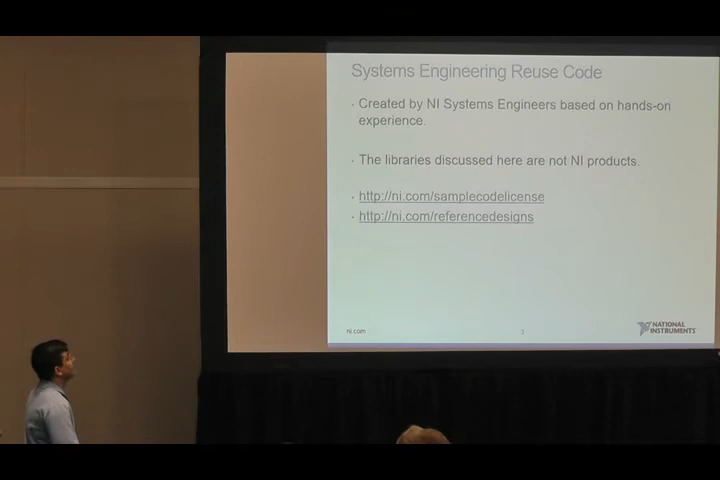 Systems Engineering Reuse Code
· Created by NI Systems Engineers based on hands-on
experience.
· The libraries discussed here are not NI products.
· http://ni.com/samplecodelicense
· http://ni.com/referencedesigns
ni.com
3
NATIONAL
INSTRUMENTS